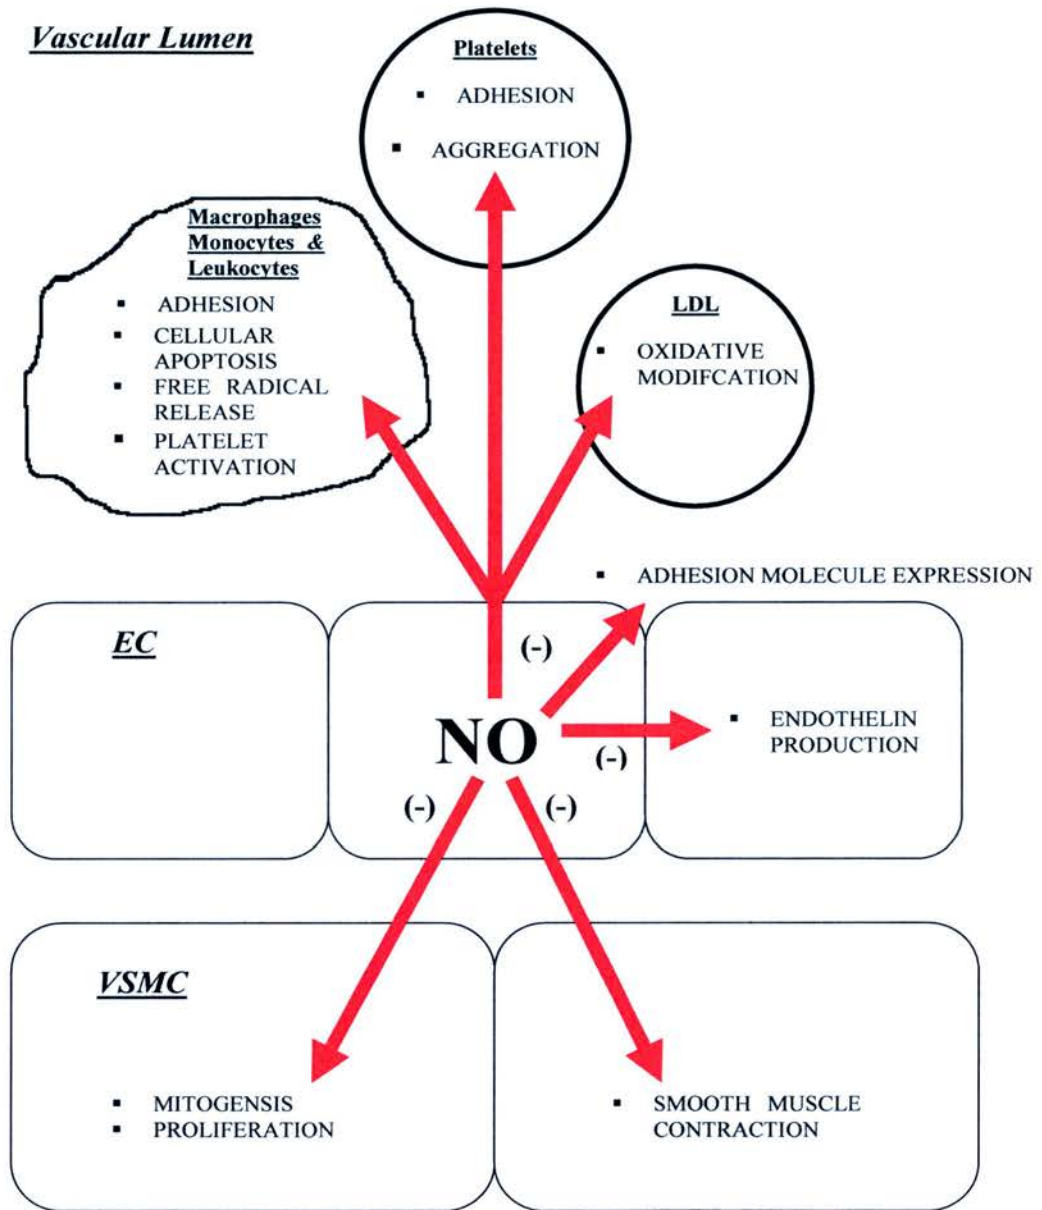 Vascular Lumen
Platelets
▪ ADHESION
▪ AGGREGATION
Macrophages
Monocytes &
Leukocytes
▪ ADHESION
▪ CELLULAR
APOPTOSIS
▪ FREE RADICAL
RELEASE
▪ PLATELET
ACTIVATION
LDL
▪ OXIDATIVE
MODIFCATION
▪ ADHESION MOLECULE EXPRESSION
EC
(-)
NO
(-)
▪ ENDOTHELIN
PRODUCTION
(-)
(-)
VSMC
▪ MITOGENSIS
▪ PROLIFERATION
▪ SMOOTH MUSCLE
CONTRACTION